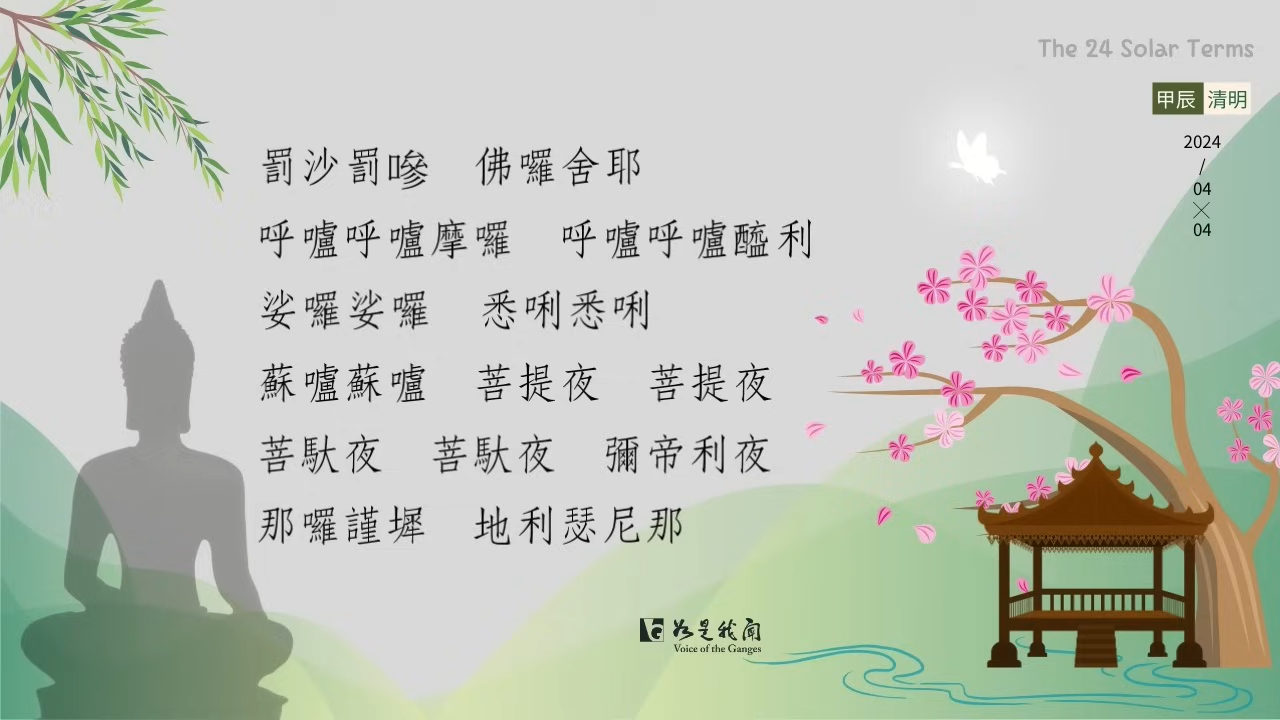 The 24 Solar Terms
甲辰 清明
2024
/
04
╳
04
罰沙罰嘇　佛囉舍耶
呼嚧呼嚧摩囉　呼嚧呼嚧醯利
娑囉娑囉　悉唎悉唎
蘇嚧蘇嚧　菩提夜　菩提夜
菩馱夜　菩馱夜　彌帝利夜
那囉謹墀　地利瑟尼那
如是我聞
Voice of the Ganges